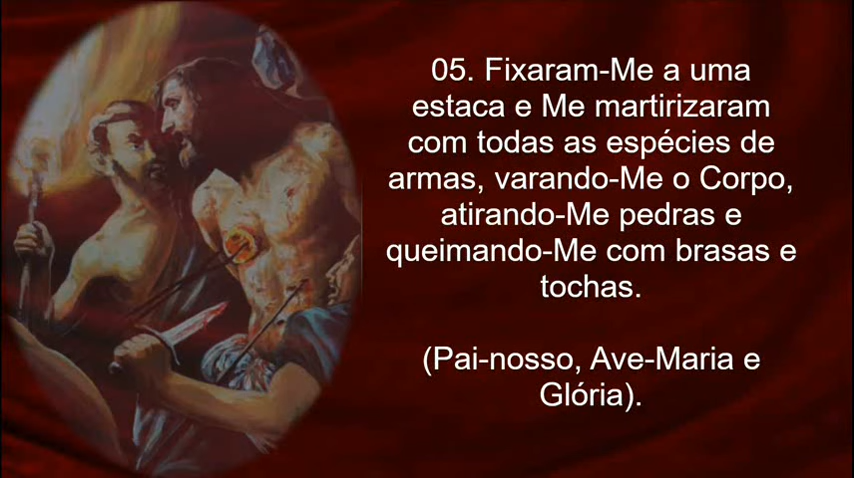 05. Fixaram-Me a uma
estaca e Me martirizaram
com todas as espécies de
armas, varando-Me o Corpo,
atirando-Me pedras e
queimando-Me com brasas e
tochas.
(Pai-nosso, Ave-Maria e
Glória).